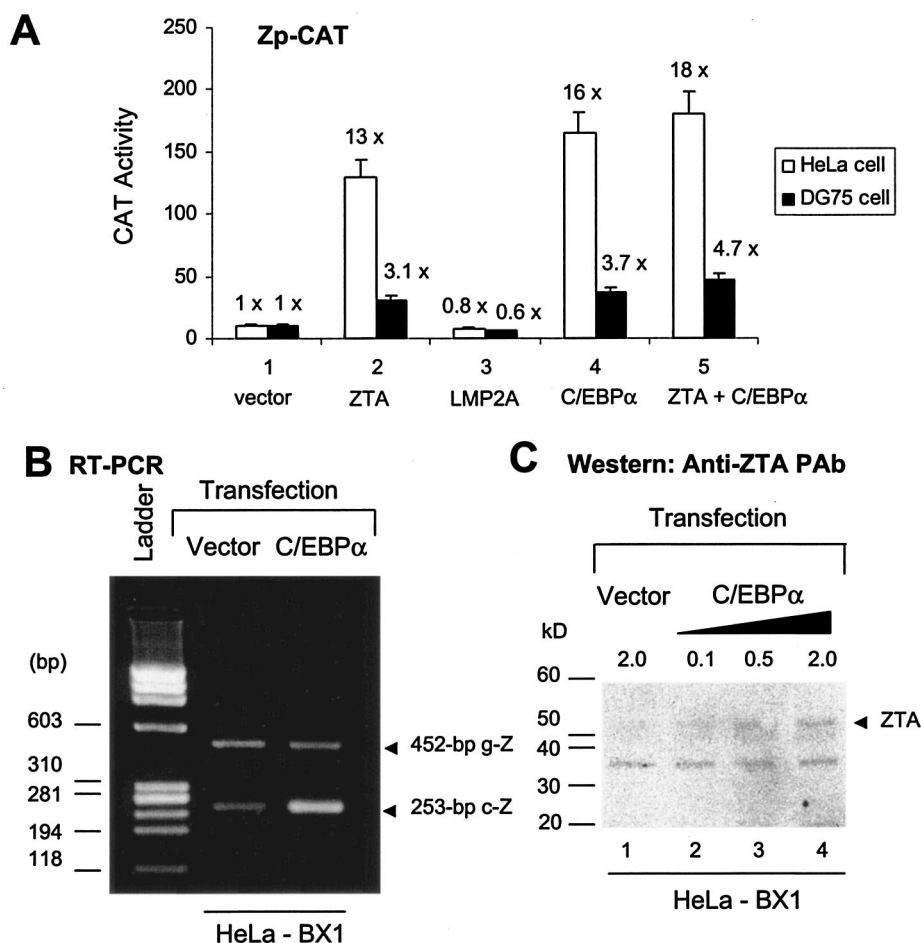 A
Zp-CAT
CAT Activity
250
200
150
100
50
0
1 x
1 x
13 x
3.1 x
0.8 x
0.6 x
16 x
3.7 x
18 x
4.7 x
HeLa cell
DG75 cell
1 2 3 4 5
vector ZTA LMP2A C/EBPα ZTA + C/EBPα
B RT-PCR
Ladder
Transfection
Vector C/EBPα
(bp)
603
310
281
194
118
452-bp g-Z
253-bp c-Z
HeLa - BX1
C Western: Anti-ZTA PAb
Transfection
Vector C/EBPα
kD
2.0 0.1 0.5 2.0
60
50
40
30
20
ZTA
1 2 3 4
HeLa - BX1